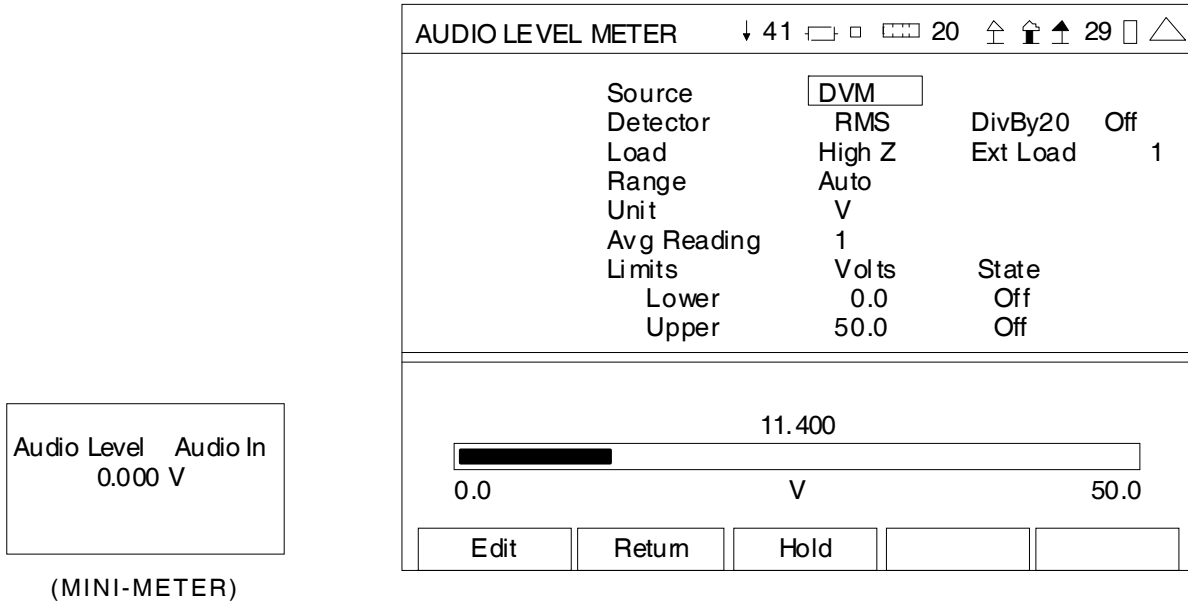 AUDIO LEVEL METER 41 20 29
Source DVM
Detector RMS DivBy20 Off
Load High Z Ext Load 1
Range Auto
Unit V
Avg Reading 1
Limits Volts State
Lower 0.0 Off
Upper 50.0 Off
11.400
0.0 V 50.0
Edit Return Hold
Audio Level Audio In
0.000 V
(MINI-METER)